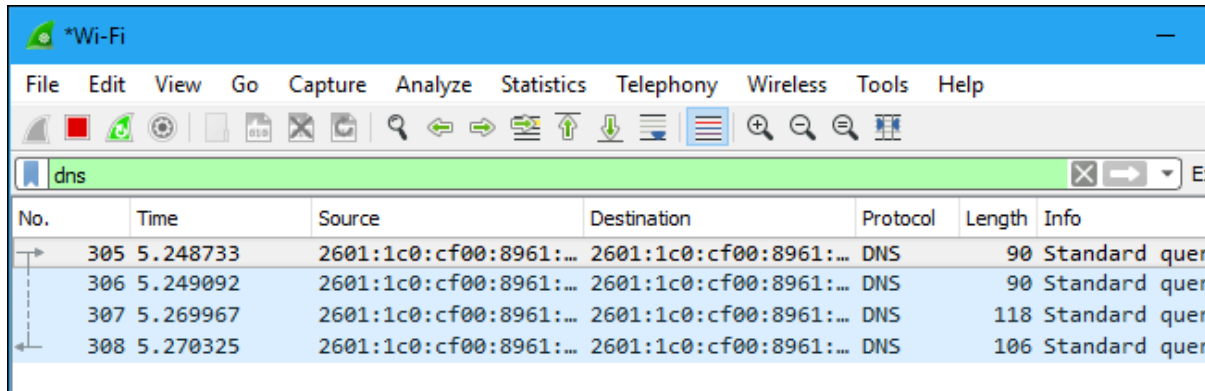 *Wi-Fi
File Edit View Go Capture Analyze Statistics Telephony Wireless Tools Help
dns
No. Time Source Destination Protocol Length Info
305 5.248733 2601:1c0:cf00:8961:… 2601:1c0:cf00:8961:… DNS 90 Standard quer
306 5.249092 2601:1c0:cf00:8961:… 2601:1c0:cf00:8961:… DNS 90 Standard quer
307 5.269967 2601:1c0:cf00:8961:… 2601:1c0:cf00:8961:… DNS 118 Standard quer
308 5.270325 2601:1c0:cf00:8961:… 2601:1c0:cf00:8961:… DNS 106 Standard quer